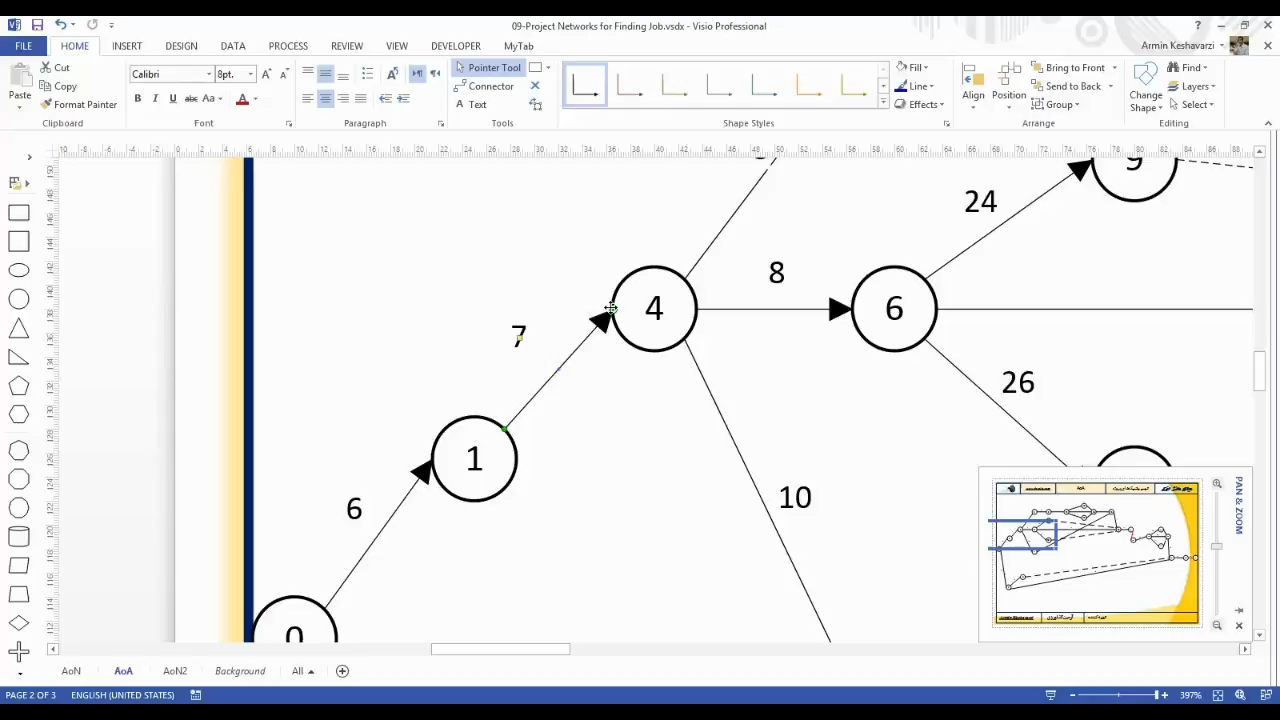 09-Project Networks for Finding Job.vsdx - Visio Professional
FILE HOME INSERT DESIGN DATA PROCESS REVIEW VIEW DEVELOPER MyTab
Armin Keshavarzi
Paste
Cut
Copy
Format Painter
Calibri 8pt.
Pointer Tool
Connector
Text
Fill
Line
Effects
Align
Position
Bring to Front
Send to Back
Group
Change Shape
Find
Layers
Select
Clipboard Font Paragraph Tools Shape Styles Arrange Editing
9
24
8
4
6
7
26
1
10
6
0
PAN & ZOOM
AoN AoA AoN2 Background All
PAGE 2 OF 3 ENGLISH (UNITED STATES) 397%